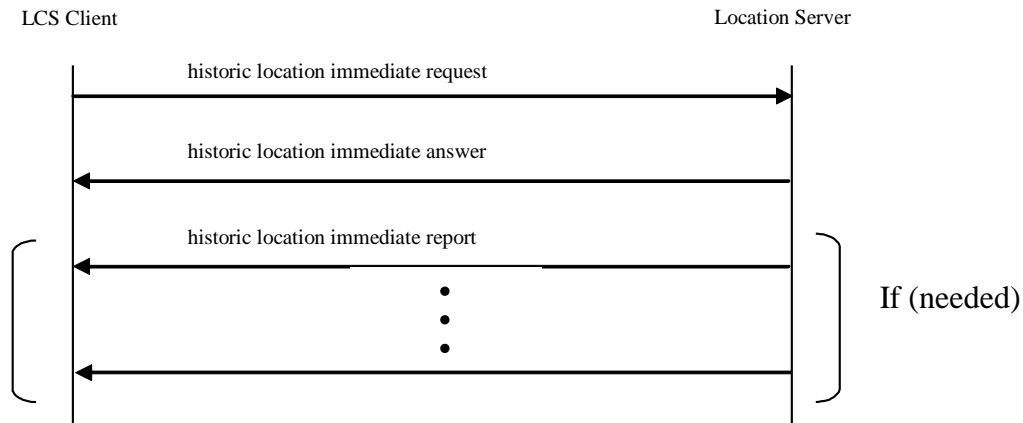 LCS Client
Location Server
historic location immediate request
historic location immediate answer
historic location immediate report
If (needed)